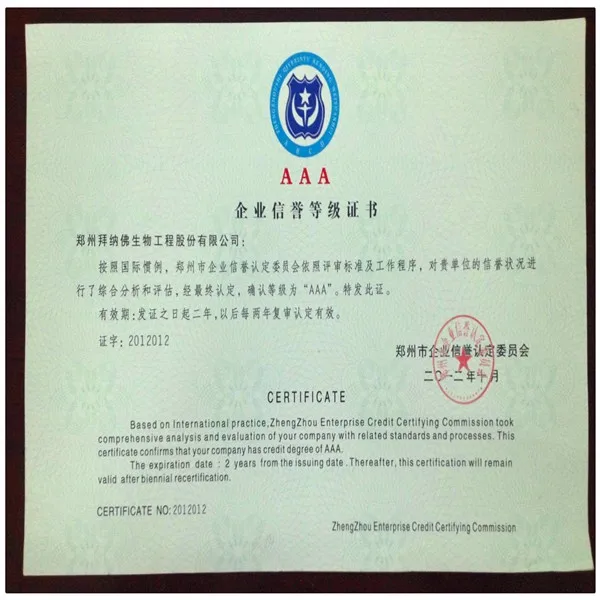 AAA
企业信誉等级证书
郑州拜纳佛生物工程股份有限公司：
按照国际惯例，郑州市企业信誉认定委员会依照评审标准及工作程序，对贵单位的信誉状况进
行了综合分析和评估，经最终认定，确认等级为“AAA”。特发此证。
有效期：发证之日起二年，以后每两年复审认定有效。
证字：2012012
郑州市企业信誉认定委员会
二〇一二年十月
CERTIFICATE
Based on International practice,ZhengZhou Enterprise Credit Certifying Commission took
comprehensive analysis and evaluation of your company with related standards and processes. This
certificate confirms that your company has credit degree of AAA.
The expiration date : 2 years from the issuing date .Thereafter, this certification will remain
valid after biennial recertification.
CERTIFICATE NO:2012012
ZhengZhou Enterprise Credit Certifying Commission